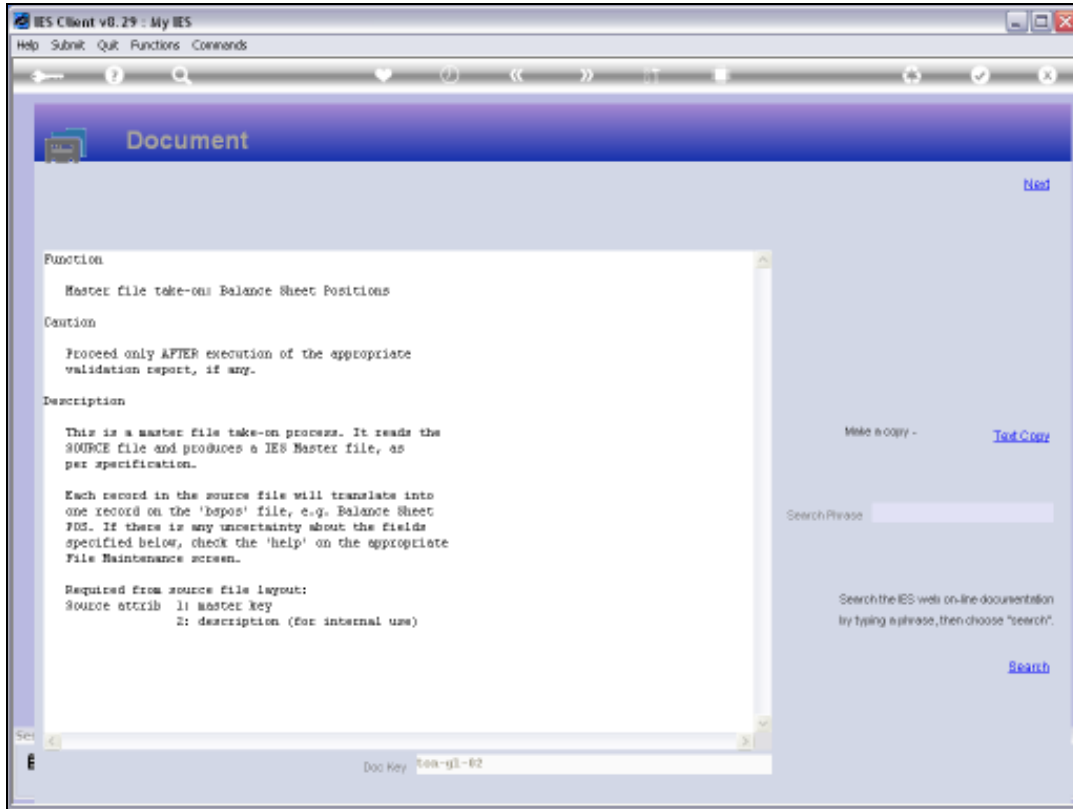 IES Client v8.29 : My IES
Help Submit Quit Functions Commands
Document
Next
Function
Master file take-on: Balance Sheet Positions
Caution
Proceed only AFTER execution of the appropriate
validation report, if any.
Description
This is a master file take-on process. It reads the
SOURCE file and produces a IES Master file, as
per specification.
Each record in the source file will translate into
one record on the 'bspos' file, e.g. Balance Sheet
POS. If there is any uncertainty about the fields
specified below, check the 'help' on the appropriate
File Maintenance screen.
Required from source file layout:
Source attrib 1: master key
2: description (for internal use)
Make a copy -
Text Copy
Search Phrase
Search the IES web on-line documentation
by typing a phrase, then choose "search".
Search
Doc Key ton-gl-02